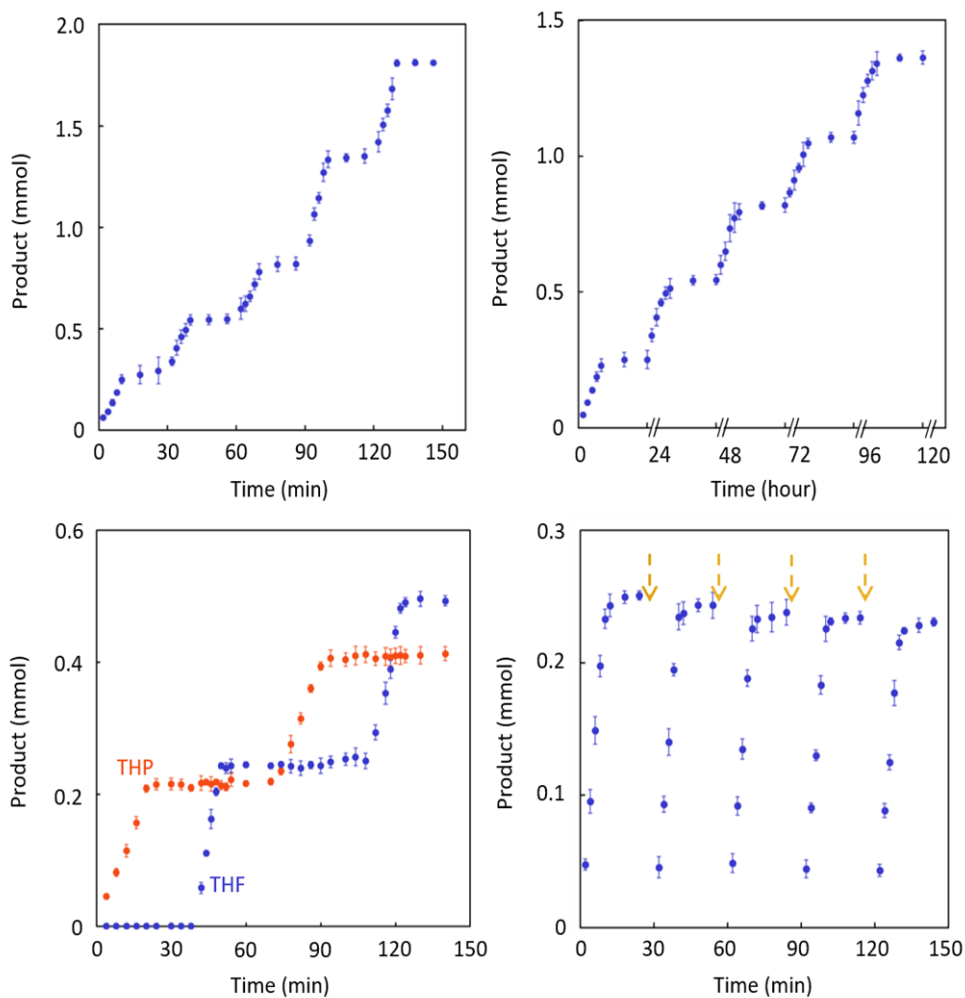 2.0
1.5
1.0
0.5
0
0 30 60 90 120 150
Product (mmol)
Time (min)
1.5
1.0
0.5
0
0 24 48 72 96 120
Product (mmol)
Time (hour)
0.6
0.4
0.2
0
0 30 60 90 120 150
Product (mmol)
Time (min)
THP
THF
0.3
0.2
0.1
0
0 30 60 90 120 150
Product (mmol)
Time (min)